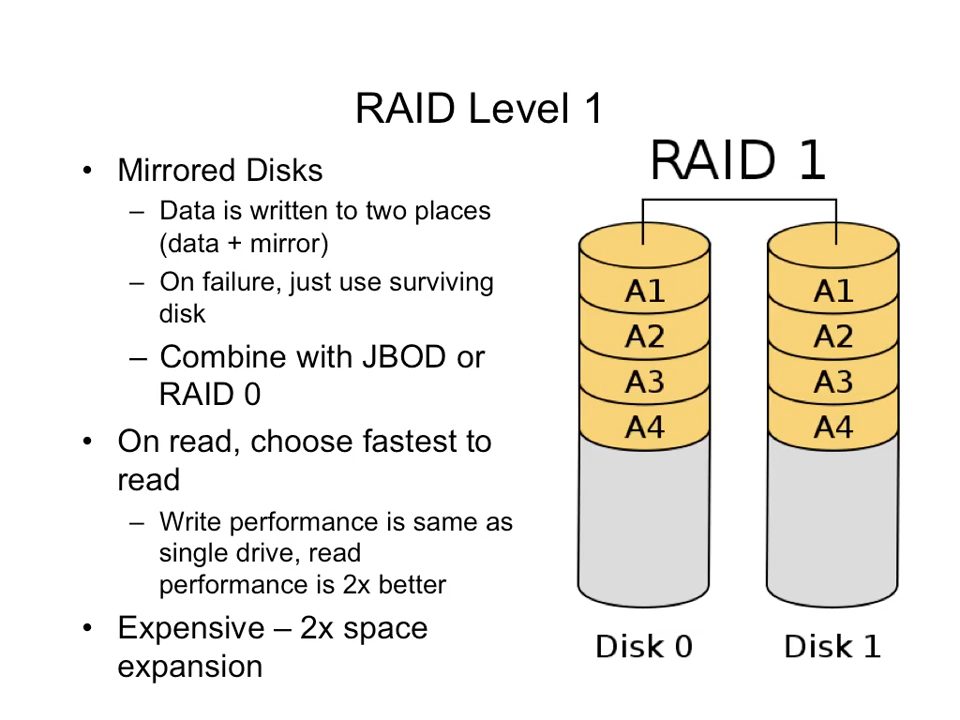 RAID Level 1
• Mirrored Disks
– Data is written to two places
(data + mirror)
– On failure, just use surviving
disk
– Combine with JBOD or
RAID 0
• On read, choose fastest to
read
– Write performance is same as
single drive, read
performance is 2x better
• Expensive – 2x space
expansion
RAID 1
A1 A1
A2 A2
A3 A3
A4 A4
Disk 0 Disk 1